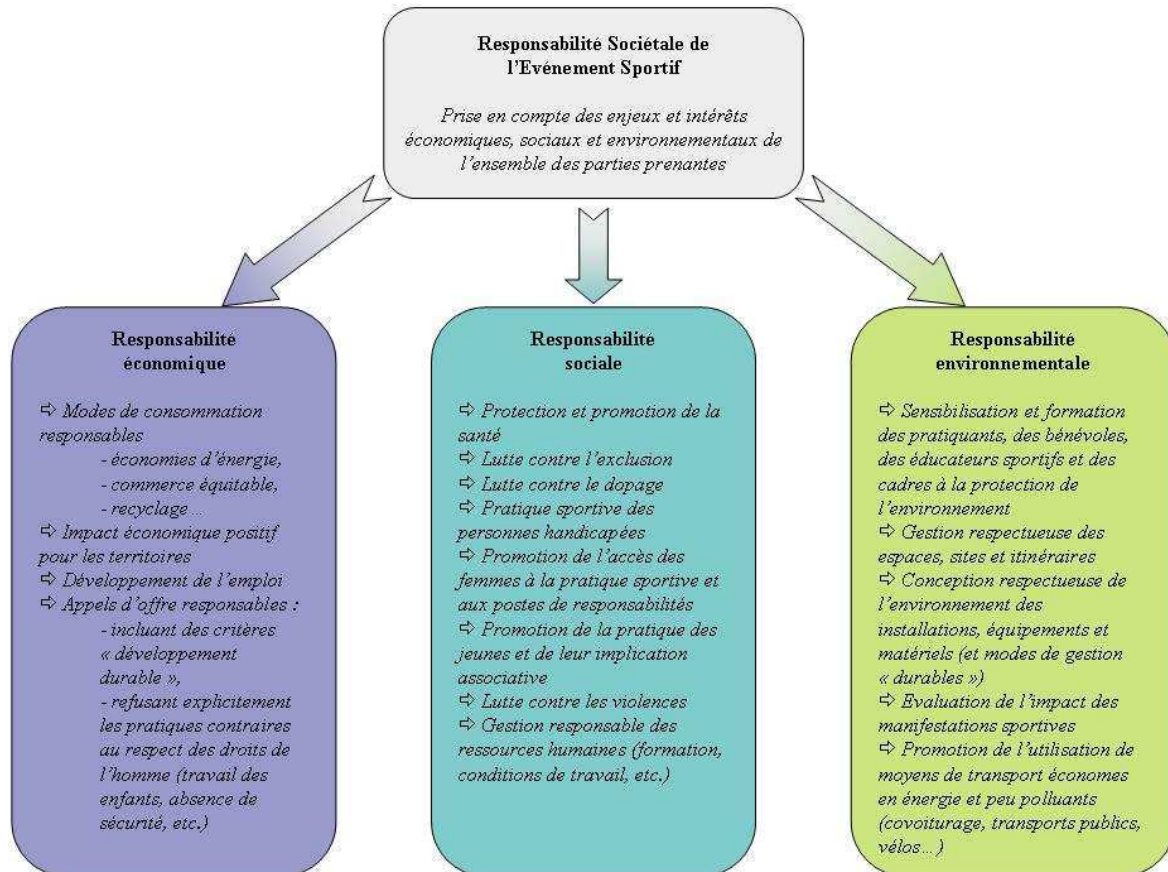 Responsabilité Sociétale de
l'Evénement Sportif
Prise en compte des enjeux et intérêts
économiques, sociaux et environnementaux de
l'ensemble des parties prenantes
Responsabilité
économique
⇨ Modes de consommation
responsables
- économies d'énergie,
- commerce équitable,
- recyclage…
⇨ Impact économique positif
pour les territoires
⇨ Développement de l'emploi
⇨ Appels d'offre responsables :
- incluant des critères
« développement
durable »,
- refusant explicitement
les pratiques contraires
au respect des droits de
l'homme (travail des
enfants, absence de
sécurité, etc.)
Responsabilité
sociale
⇨ Protection et promotion de la
santé
⇨ Lutte contre l'exclusion
⇨ Lutte contre le dopage
⇨ Pratique sportive des
personnes handicapées
⇨ Promotion de l'accès des
femmes à la pratique sportive et
aux postes de responsabilités
⇨ Promotion de la pratique des
jeunes et de leur implication
associative
⇨ Lutte contre les violences
⇨ Gestion responsable des
ressources humaines (formation,
conditions de travail, etc.)
Responsabilité
environnementale
⇨ Sensibilisation et formation
des pratiquants, des bénévoles,
des éducateurs sportifs et des
cadres à la protection de
l'environnement
⇨ Gestion respectueuse des
espaces, sites et itinéraires
⇨ Conception respectueuse de
l'environnement des
installations, équipements et
matériels (et modes de gestion
« durables »)
⇨ Evaluation de l'impact des
manifestations sportives
⇨ Promotion de l'utilisation de
moyens de transport économes
en énergie et peu polluants
(covoiturage, transports publics,
vélos…)